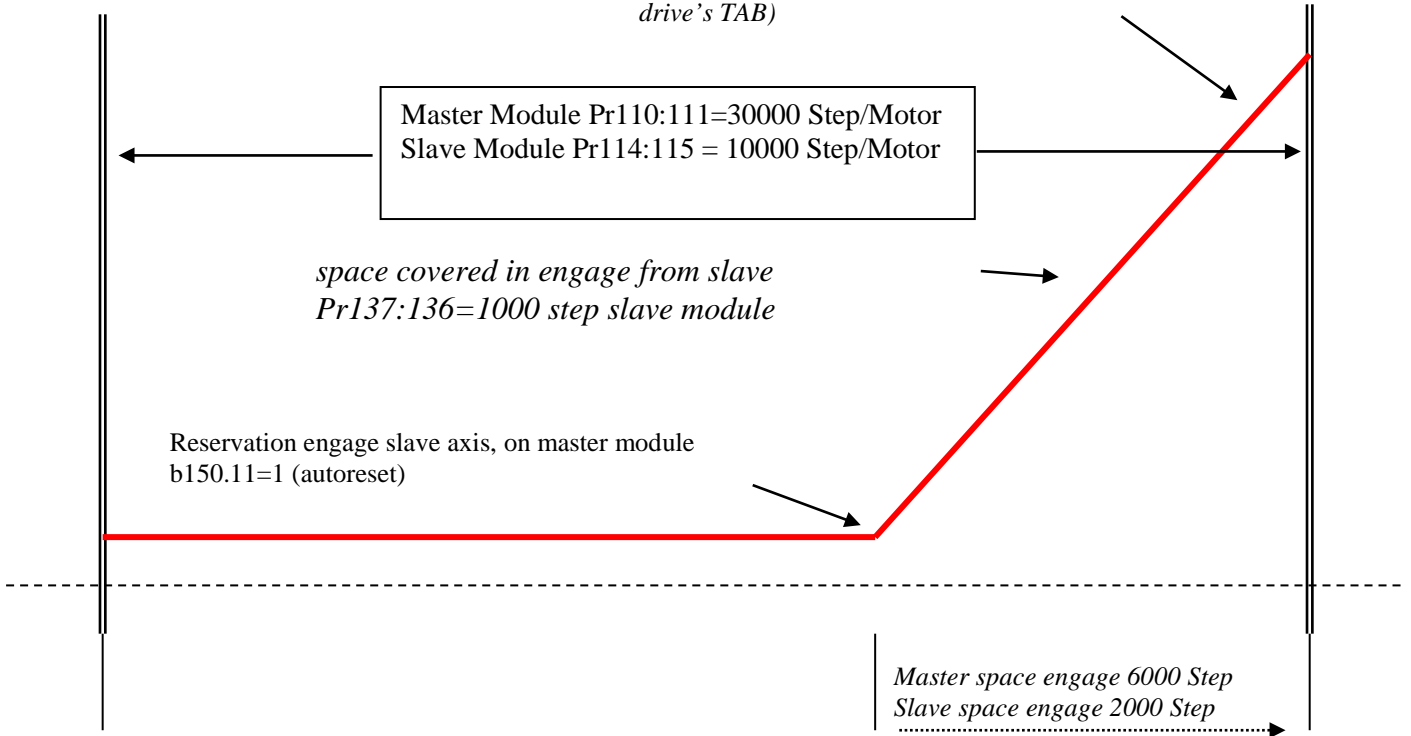 drive’s TAB)
Master Module Pr110:111=30000 Step/Motor
Slave Module Pr114:115 = 10000 Step/Motor
space covered in engage from slave
Pr137:136=1000 step slave module
Reservation engage slave axis, on master module
b150.11=1 (autoreset)
Master space engage 6000 Step
Slave space engage 2000 Step